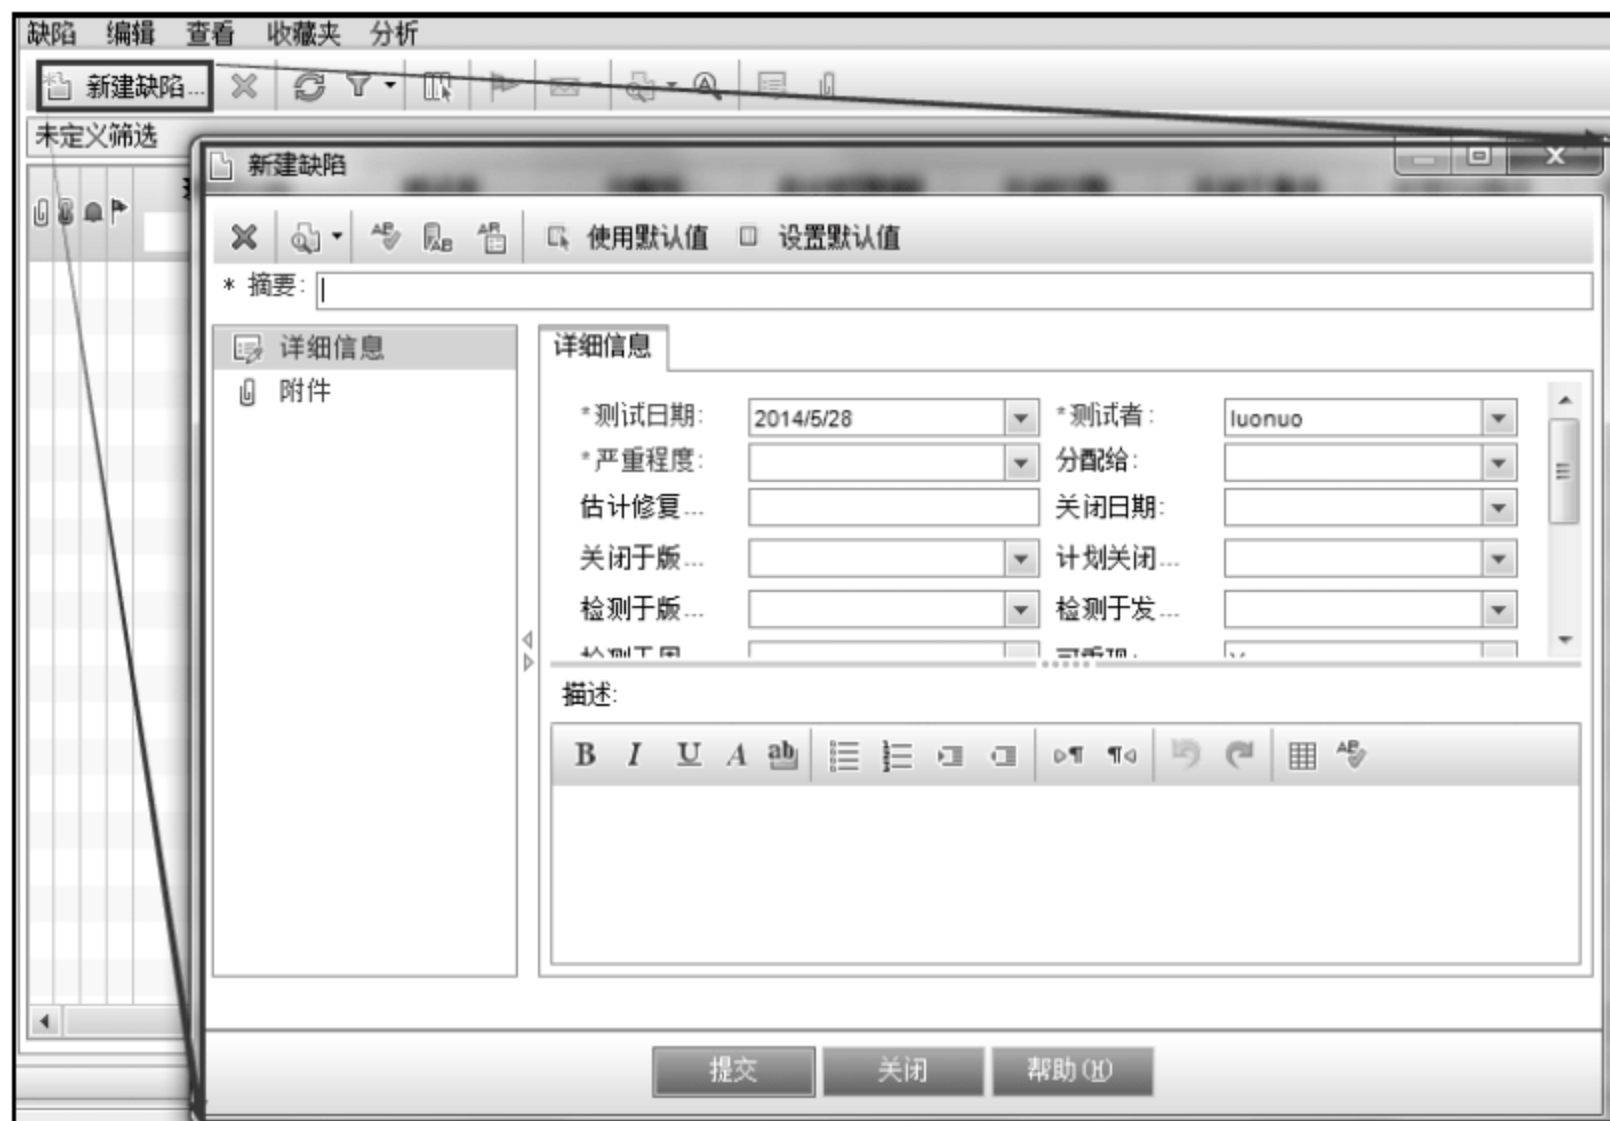 缺陷 编辑 查看 收藏夹 分析
新建缺陷...
未定义筛选
新建缺陷
使用默认值 设置默认值
* 摘要:
详细信息
附件
详细信息
*测试日期: 2014/5/28 *测试者: luonuo
*严重程度: 分配给:
估计修复... 关闭日期:
关闭于版... 计划关闭...
检测于版... 检测于发...
可重现:
描述:
B I U A ab
提交 关闭 帮助(H)